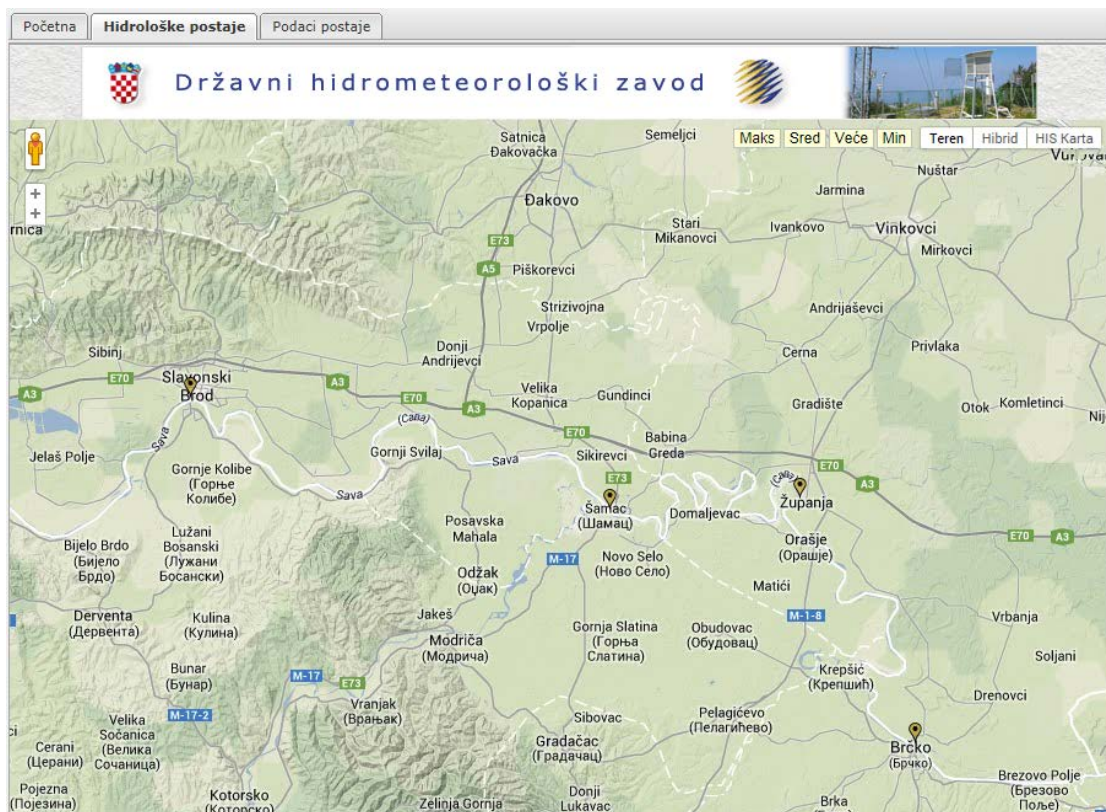 Početna
Hidrološke postaje
Podaci postaje
Državni hidrometeorološki zavod
Maks
Sred
Veće
Min
Teren
Hibrid
HIS Karta
Satnica
Đakovačka
Semeljci
Nuštar
Jarmina
Đakovo
Stari
Mikanovci
Ivankovo
Vinkovci
Mirkovci
E73
A5
Piškorevci
Strizivojna
Vrpolje
Andrijaševci
Sibinj
Donji
Andrijevci
Cerna
Privlaka
Slavonski
Brod
E70
A3
A3
E70
A3
Velika
Kopanica
Gundinci
Gradište
Otok
Komletinci
(Сава)
E70
Babina
Greda
Jelaš Polje
Sava
Gornji Svilaj
Sava
Sikirevci
E73
(Сава)
E70
A3
Gornje Kolibe
(Горње
Колибе)
Sava
Šamac
(Шамац)
Domaljevac
Županja
Posavska
Mahala
Orašje
(Орашје)
E70
A3
Lužani
Bosanski
(Лужани
Босански)
Bijelo Brdo
(Бијело
Брдо)
M-17
Novo Selo
(Ново Село)
Odžak
(Оџак)
Matići
Derventa
(Дервента)
Kulina
(Кулина)
Jakeš
Modriča
(Модрича)
Gornja Slatina
(Горња
Слатина)
Obudovac
(Обудовац)
M-1-8
Vrbanja
Soljani
Bunar
(Бунар)
M-17
E73
Krepšić
(Крепшић)
Drenovci
Vranjak
(Врањак)
M-17-2
Velika
Sočanica
(Велика
Сочаница)
Sibovac
Pelagićevo
(Пелагићево)
Cerani
(Церани)
Gradačac
(Градачац)
Brčko
(Брчко)
Pojezna
(Појезина)
Kotorsko
(Которско)
Zelinja Gornja
Donji
Lukavac
Brka
Brezovo Polje
(Брезово
Поље)